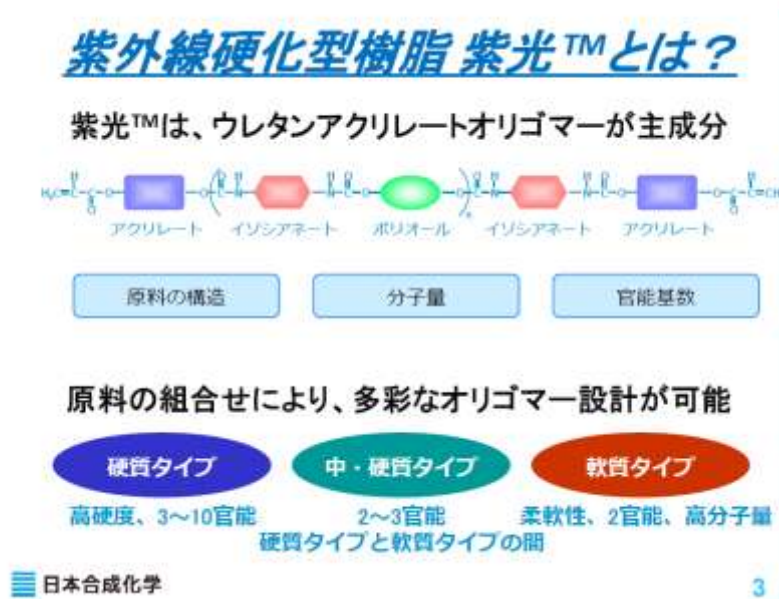 紫外線硬化型樹脂 紫光™とは？
紫光™は、ウレタンアクリレートオリゴマーが主成分
アクリレート イソシアネート ポリオール イソシアネート アクリレート
原料の構造 分子量 官能基数
原料の組合せにより、多彩なオリゴマー設計が可能
硬質タイプ 中・硬質タイプ 軟質タイプ
高硬度、3～10官能 2～3官能 柔軟性、2官能、高分子量
硬質タイプと軟質タイプの間
日本合成化学 3